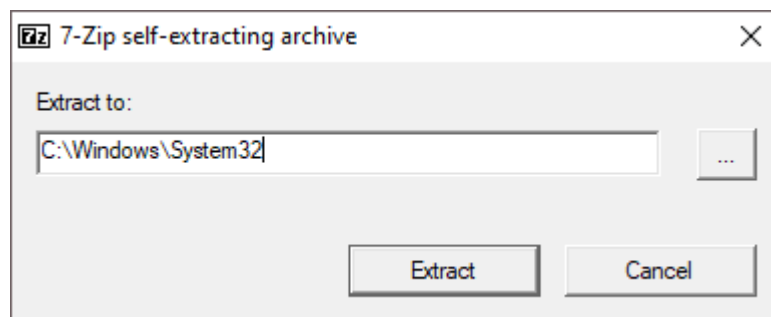 7z 7-Zip self-extracting archive
Extract to:
C:\Windows\System32
...
Extract Cancel